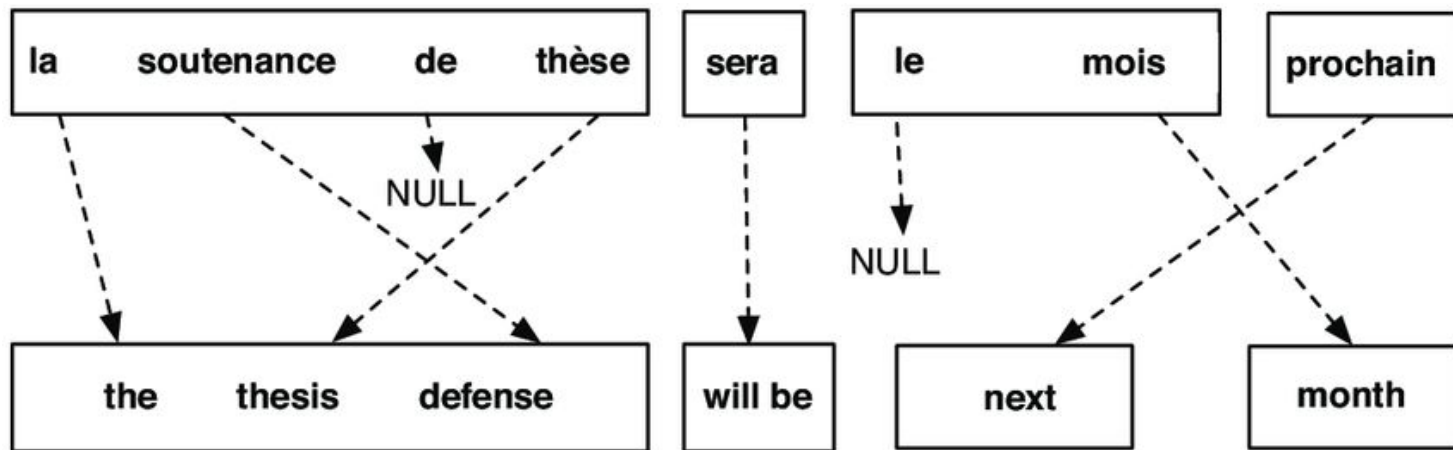 la soutenance de thèse sera le mois prochain
NULL
NULL
the thesis defense will be next month